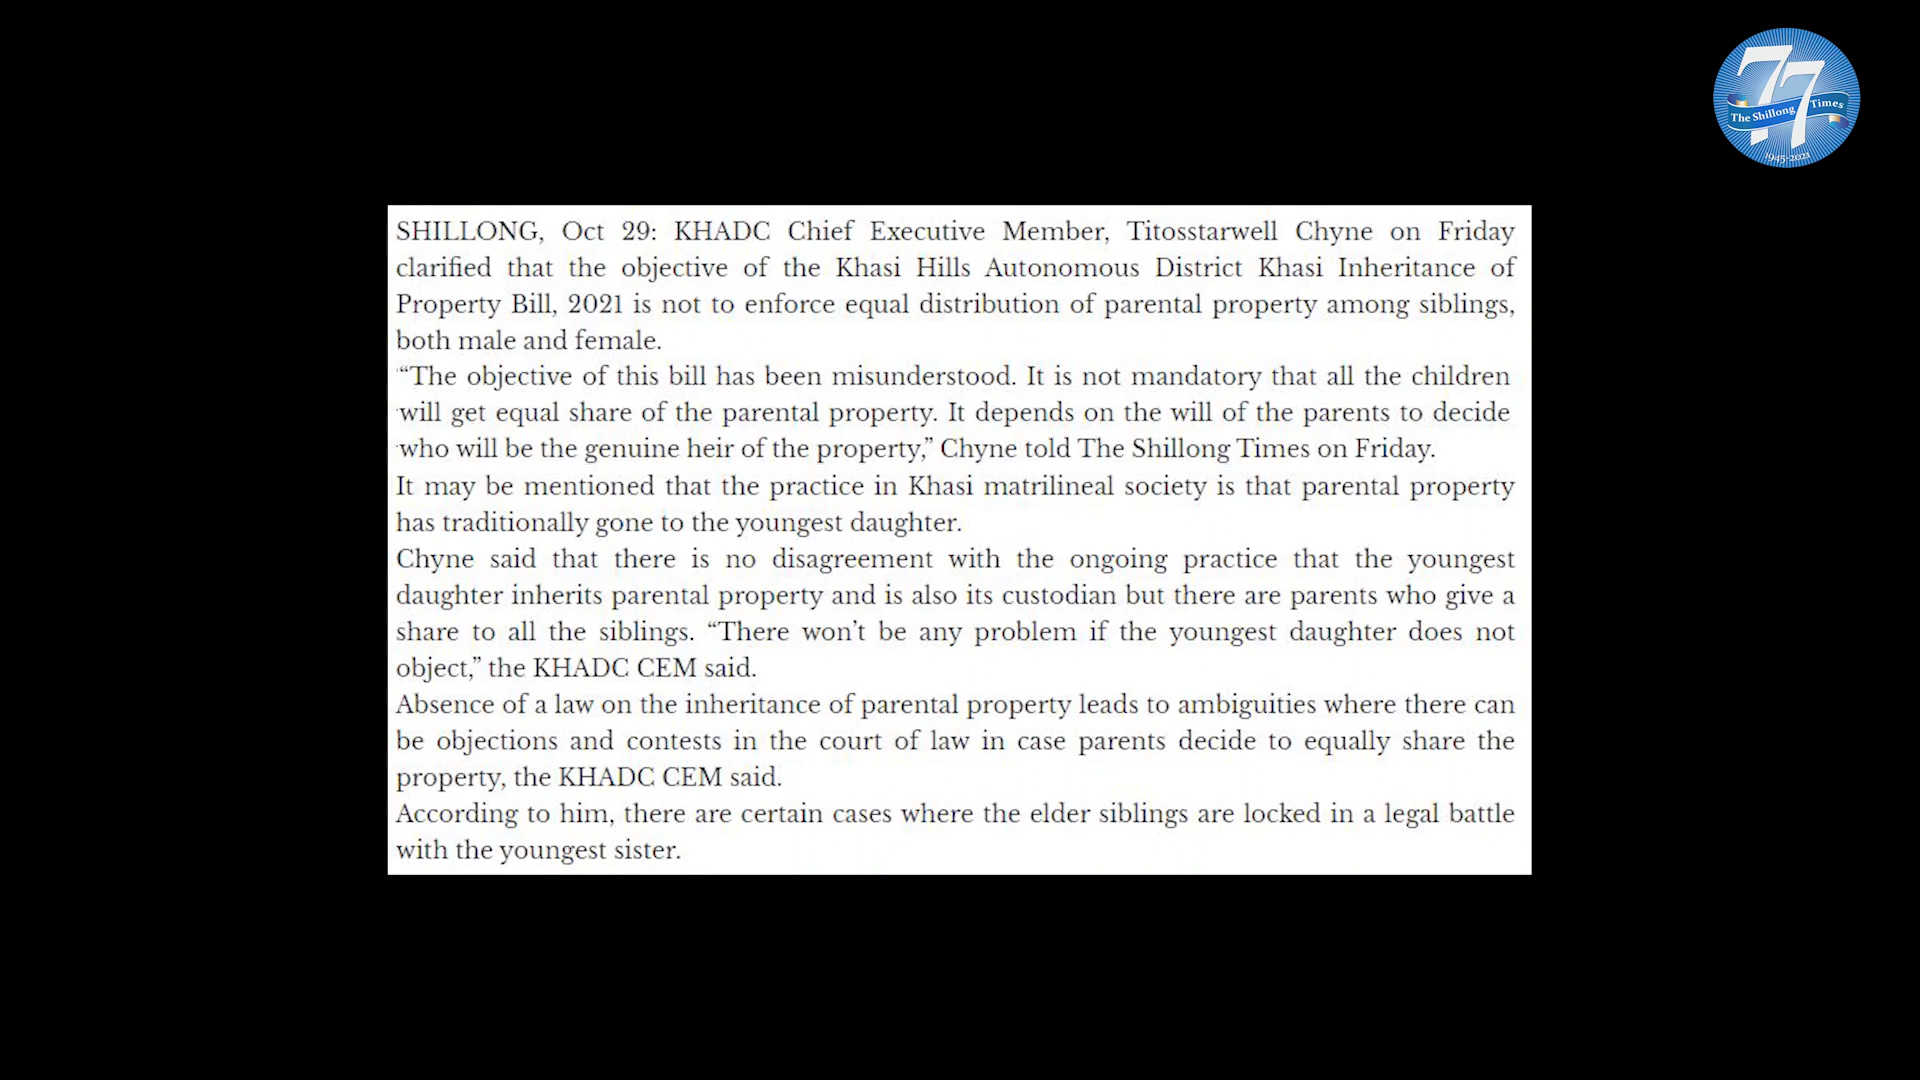 77
The Shillong Times
1945-2021
SHILLONG, Oct 29: KHADC Chief Executive Member, Titosstarwell Chyne on Friday
clarified that the objective of the Khasi Hills Autonomous District Khasi Inheritance of
Property Bill, 2021 is not to enforce equal distribution of parental property among siblings,
both male and female.
“The objective of this bill has been misunderstood. It is not mandatory that all the children
will get equal share of the parental property. It depends on the will of the parents to decide
who will be the genuine heir of the property,” Chyne told The Shillong Times on Friday.
It may be mentioned that the practice in Khasi matrilineal society is that parental property
has traditionally gone to the youngest daughter.
Chyne said that there is no disagreement with the ongoing practice that the youngest
daughter inherits parental property and is also its custodian but there are parents who give a
share to all the siblings. “There won’t be any problem if the youngest daughter does not
object,” the KHADC CEM said.
Absence of a law on the inheritance of parental property leads to ambiguities where there can
be objections and contests in the court of law in case parents decide to equally share the
property, the KHADC CEM said.
According to him, there are certain cases where the elder siblings are locked in a legal battle
with the youngest sister.